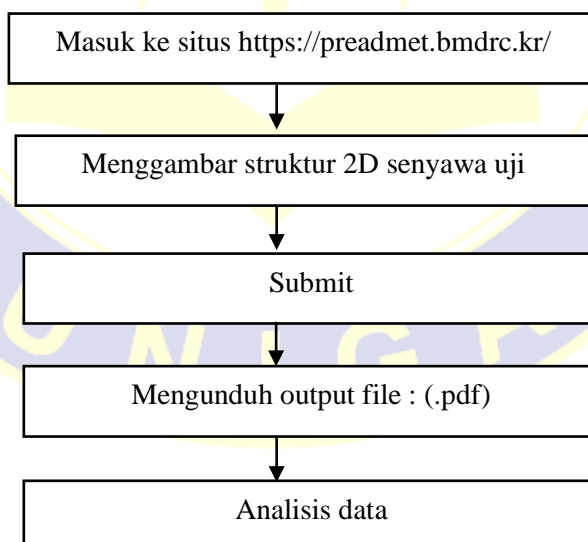 Masuk ke situs https://preadmet.bmdrc.kr/
Menggambar struktur 2D senyawa uji
Submit
UNIGA
Mengunduh output file : (.pdf)
Analisis data